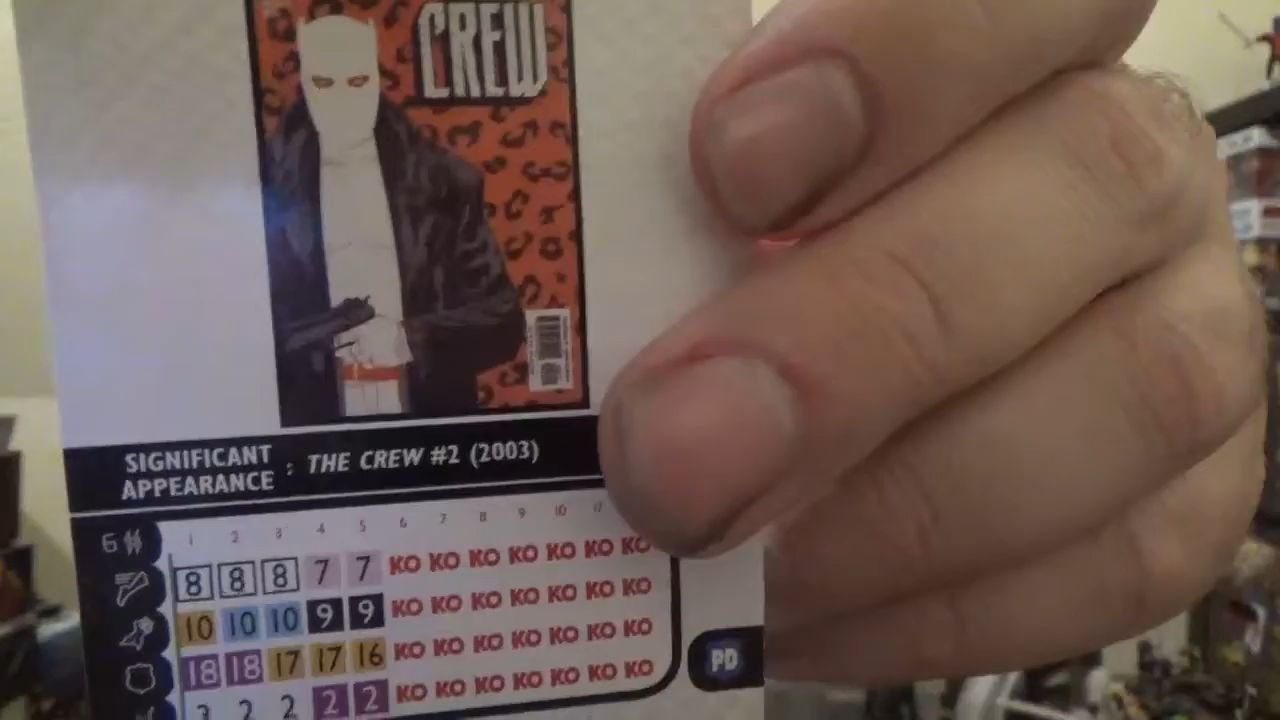 CREW
SIGNIFICANT APPEARANCE : THE CREW #2 (2003)
6 1 2 3 4 5 6 7 8 9 10 11
8 8 8 7 7 KO KO KO KO KO KO KO
10 10 10 9 9 KO KO KO KO KO KO KO
18 18 17 17 16 KO KO KO KO KO KO KO
3 2 2 2 2 KO KO KO KO KO KO KO
PD